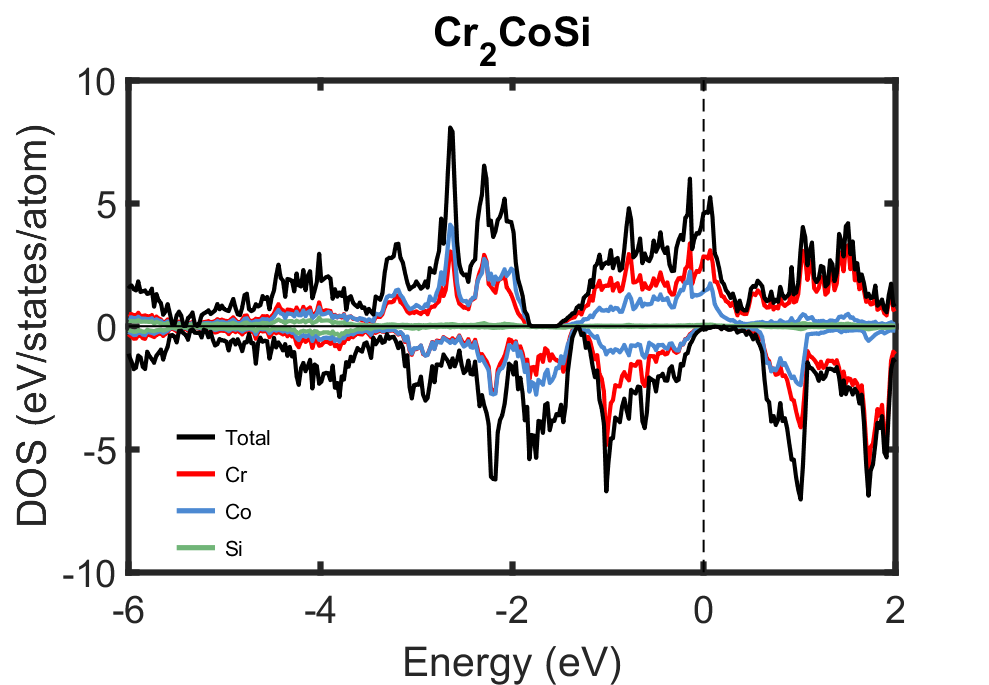 Cr2CoSi
DOS (eV/states/atom)
10
5
0
-5
-10
Total
Cr
Co
Si
-6 -4 -2 0 2
Energy (eV)